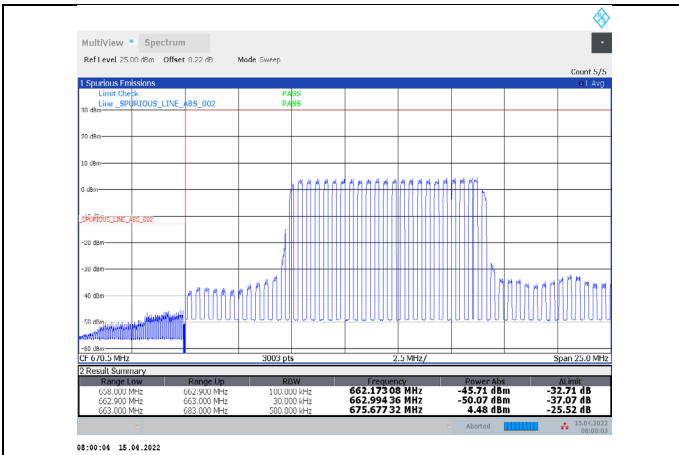 MultiView Spectrum
Ref Level 25.00 dBm Offset 8.22 dB Mode Sweep
Count 5/5
1 Spurious Emissions 1 Avg
Limit Check PASS
Line _SPURIOUS_LINE_ABS_002 PASS
30 dBm
20 dBm
10 dBm
0 dBm
_SPURIOUS_LINE_ABS_002
-20 dBm
-30 dBm
-40 dBm
-50 dBm
-60 dBm
CF 670.5 MHz 3003 pts 2.5 MHz/ Span 25.0 MHz
2 Result Summary
Range Low Range Up RBW Frequency Power Abs ΔLimit
658.000 MHz 662.900 MHz 100.000 kHz 662.173 08 MHz -45.71 dBm -32.71 dB
662.900 MHz 663.000 MHz 30.000 kHz 662.994 36 MHz -50.07 dBm -37.07 dB
663.000 MHz 683.000 MHz 500.000 kHz 675.677 32 MHz 4.48 dBm -25.52 dB
Aborted 15.04.2022
08:00:03
08:00:04 15.04.2022